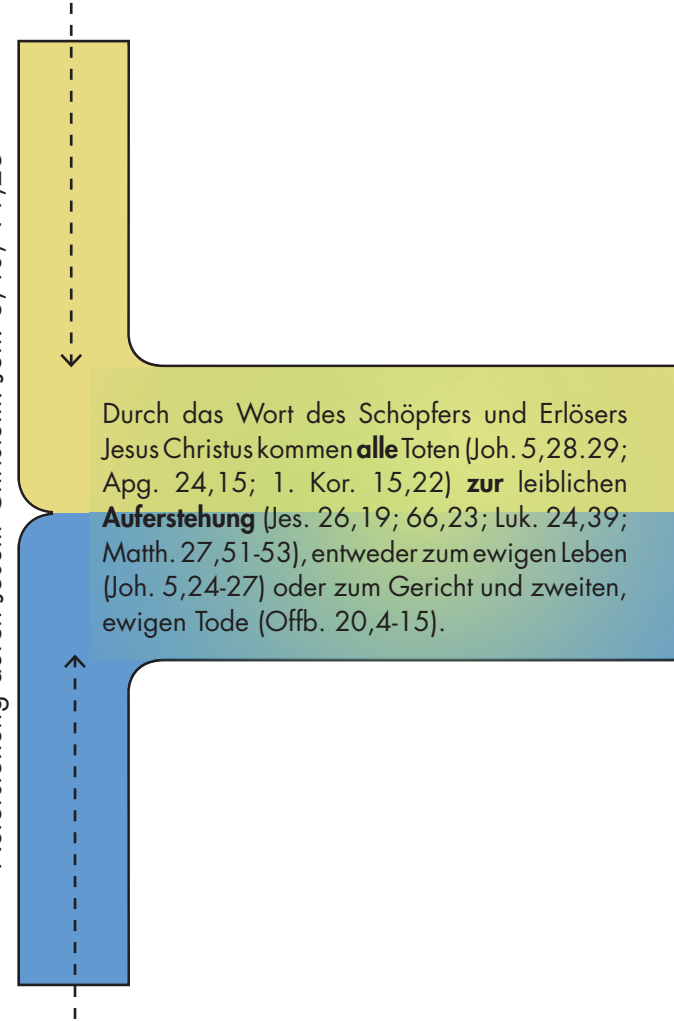 Durch das Wort des Schöpfers und Erlösers
Jesus Christus kommen alle Toten (Joh. 5,28.29;
Apg. 24,15; 1. Kor. 15,22) zur leiblichen
Auferstehung (Jes. 26,19; 66,23; Luk. 24,39;
Matth. 27,51-53), entweder zum ewigen Leben
(Joh. 5,24-27) oder zum Gericht und zweiten,
ewigen Tode (Offb. 20,4-15).